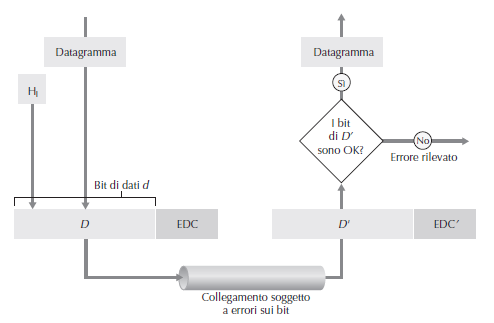 Datagramma
Datagramma
H₁
Sì
I bit
di D′
sono OK?
No
Errore rilevato
Bit di dati d
D
EDC
D′
EDC′
Collegamento soggetto
a errori sui bit